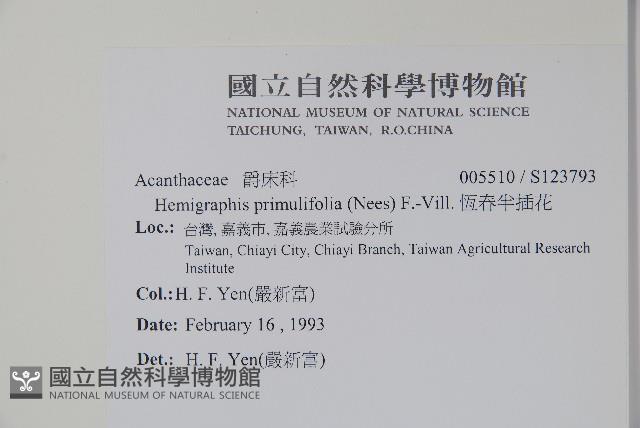 國立自然科學博物館
NATIONAL MUSEUM OF NATURAL SCIENCE
TAICHUNG, TAIWAN, R.O.CHINA
Acanthaceae 爵床科 005510 / S123793
Hemigraphis primulifolia (Nees) F.-Vill. 恆春半插花
Loc.: 台灣, 嘉義市, 嘉義農業試驗分所
Taiwan, Chiayi City, Chiayi Branch, Taiwan Agricultural Research
Institute
Col.: H. F. Yen(嚴新富)
Date: February 16 , 1993
Det.: H. F. Yen(嚴新富)
國立自然科學博物館
NATIONAL MUSEUM OF NATURAL SCIENCE